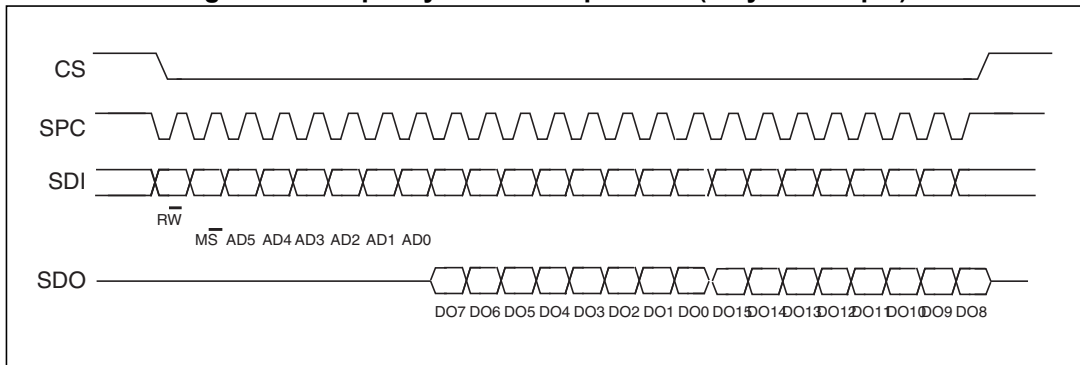 CS
SPC
SDI
RW
MS AD5 AD4 AD3 AD2 AD1 AD0
SDO
DO7 DO6 DO5 DO4 DO3 DO2 DO1 DO0 DO15 DO14 DO13 DO12 DO11 DO10 DO9 DO8